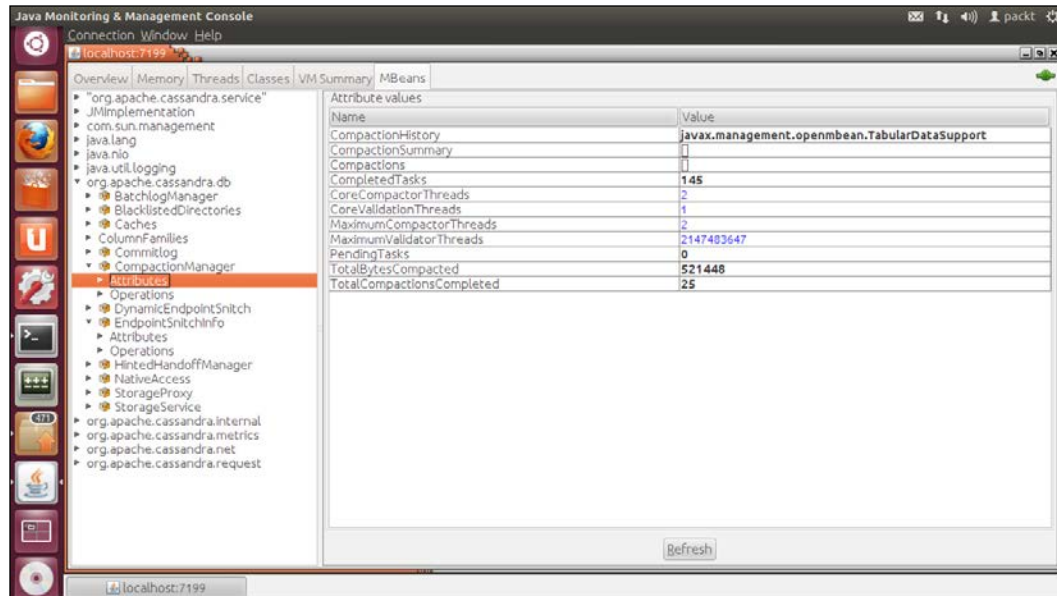 Java Monitoring & Management Console
packt
Connection Window Help
localhost:7199
Overview Memory Threads Classes VM Summary MBeans
"org.apache.cassandra.service"
JMImplementation
com.sun.management
java.lang
java.nio
java.util.logging
org.apache.cassandra.db
BatchlogManager
BlacklistedDirectories
Caches
ColumnFamilies
Commitlog
CompactionManager
Attributes
Operations
DynamicEndpointSnitch
EndpointSnitchInfo
Attributes
Operations
HintedHandoffManager
NativeAccess
StorageProxy
StorageService
org.apache.cassandra.internal
org.apache.cassandra.metrics
org.apache.cassandra.net
org.apache.cassandra.request
Attribute values
Name Value
CompactionHistory javax.management.openmbean.TabularDataSupport
CompactionSummary []
Compactions []
CompletedTasks 145
CoreCompactorThreads 2
CoreValidationThreads 1
MaximumCompactorThreads 2
MaximumValidatorThreads 2147483647
PendingTasks 0
TotalBytesCompacted 521448
TotalCompactionsCompleted 25
Refresh
localhost:7199